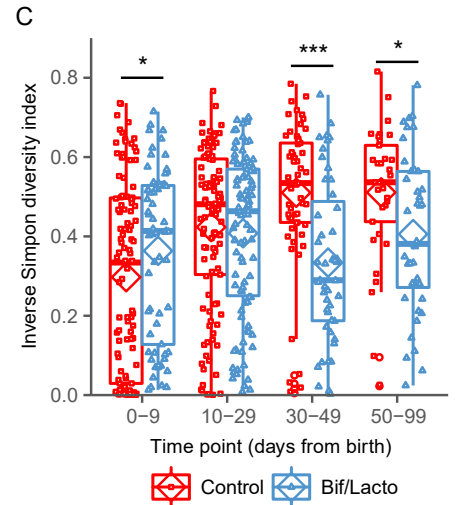 C
* *** *
0.8
0.6
0.4
0.2
0.0
Inverse Simpon diversity index
0–9 10–29 30–49 50–99
Time point (days from birth)
Control Bif/Lacto